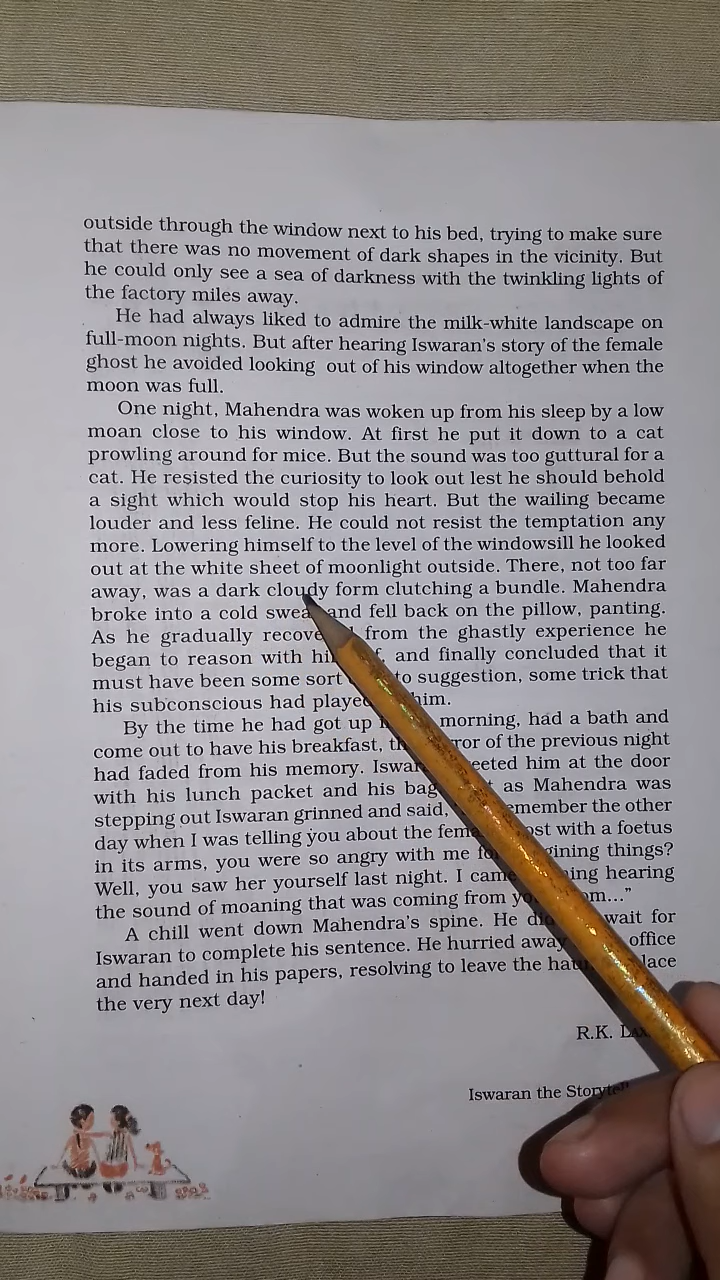 outside through the window next to his bed, trying to make sure
that there was no movement of dark shapes in the vicinity. But
he could only see a sea of darkness with the twinkling lights of
the factory miles away.
He had always liked to admire the milk-white landscape on
full-moon nights. But after hearing Iswaran's story of the female
ghost he avoided looking out of his window altogether when the
moon was full.
One night, Mahendra was woken up from his sleep by a low
moan close to his window. At first he put it down to a cat
prowling around for mice. But the sound was too guttural for a
cat. He resisted the curiosity to look out lest he should behold
a sight which would stop his heart. But the wailing became
louder and less feline. He could not resist the temptation any
more. Lowering himself to the level of the windowsill he looked
out at the white sheet of moonlight outside. There, not too far
away, was a dark cloudy form clutching a bundle. Mahendra
broke into a cold and fell back on the pillow, panting.
As he gradually from the ghastly experience he
began to reason with and finally concluded that it
must have been some sort to suggestion, some trick that
his subconscious had him.
By the time he had got up morning, had a bath and
come out to have his breakfast, of the previous night
had faded from his memory. him at the door
with his lunch packet and his as Mahendra was
stepping out Iswaran grinned and said, the other
day when I was telling you about the with a foetus
in its arms, you were so angry with me things?
Well, you saw her yourself last night. I hearing
the sound of moaning that was coming from
A chill went down Mahendra's spine. He wait for
Iswaran to complete his sentence. He hurried away office
and handed in his papers, resolving to leave the
the very next day!
R.K.
Iswaran the